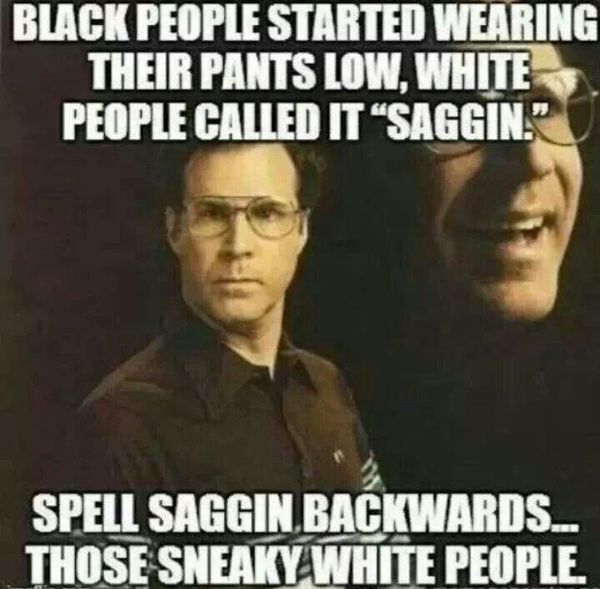 BLACK PEOPLE STARTED WEARING
THEIR PANTS LOW, WHITE
PEOPLE CALLED IT “SAGGIN.”
SPELL SAGGIN BACKWARDS...
THOSE SNEAKY WHITE PEOPLE.